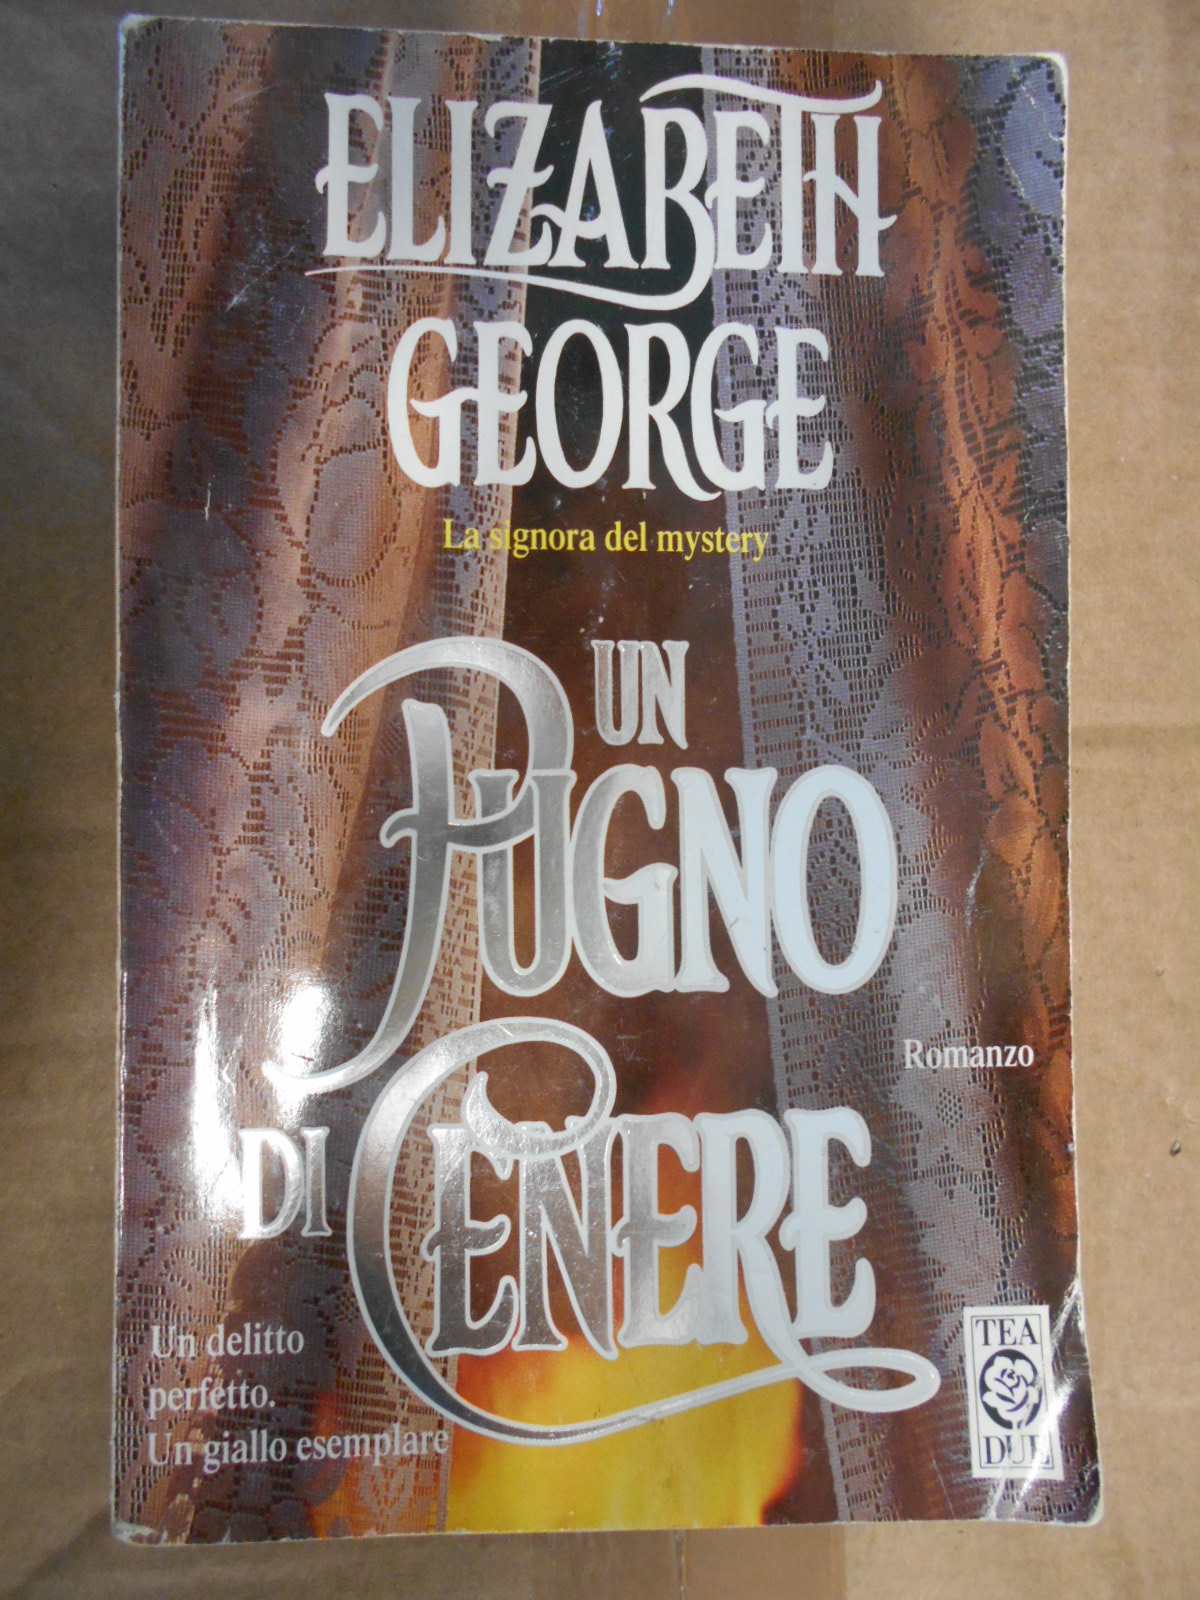 ELIZABETH
GEORGE
La signora del mystery
UN
PUGNO
DI CENERE
Romanzo
Un delitto
perfetto.
Un giallo esemplare
TEA
DUE